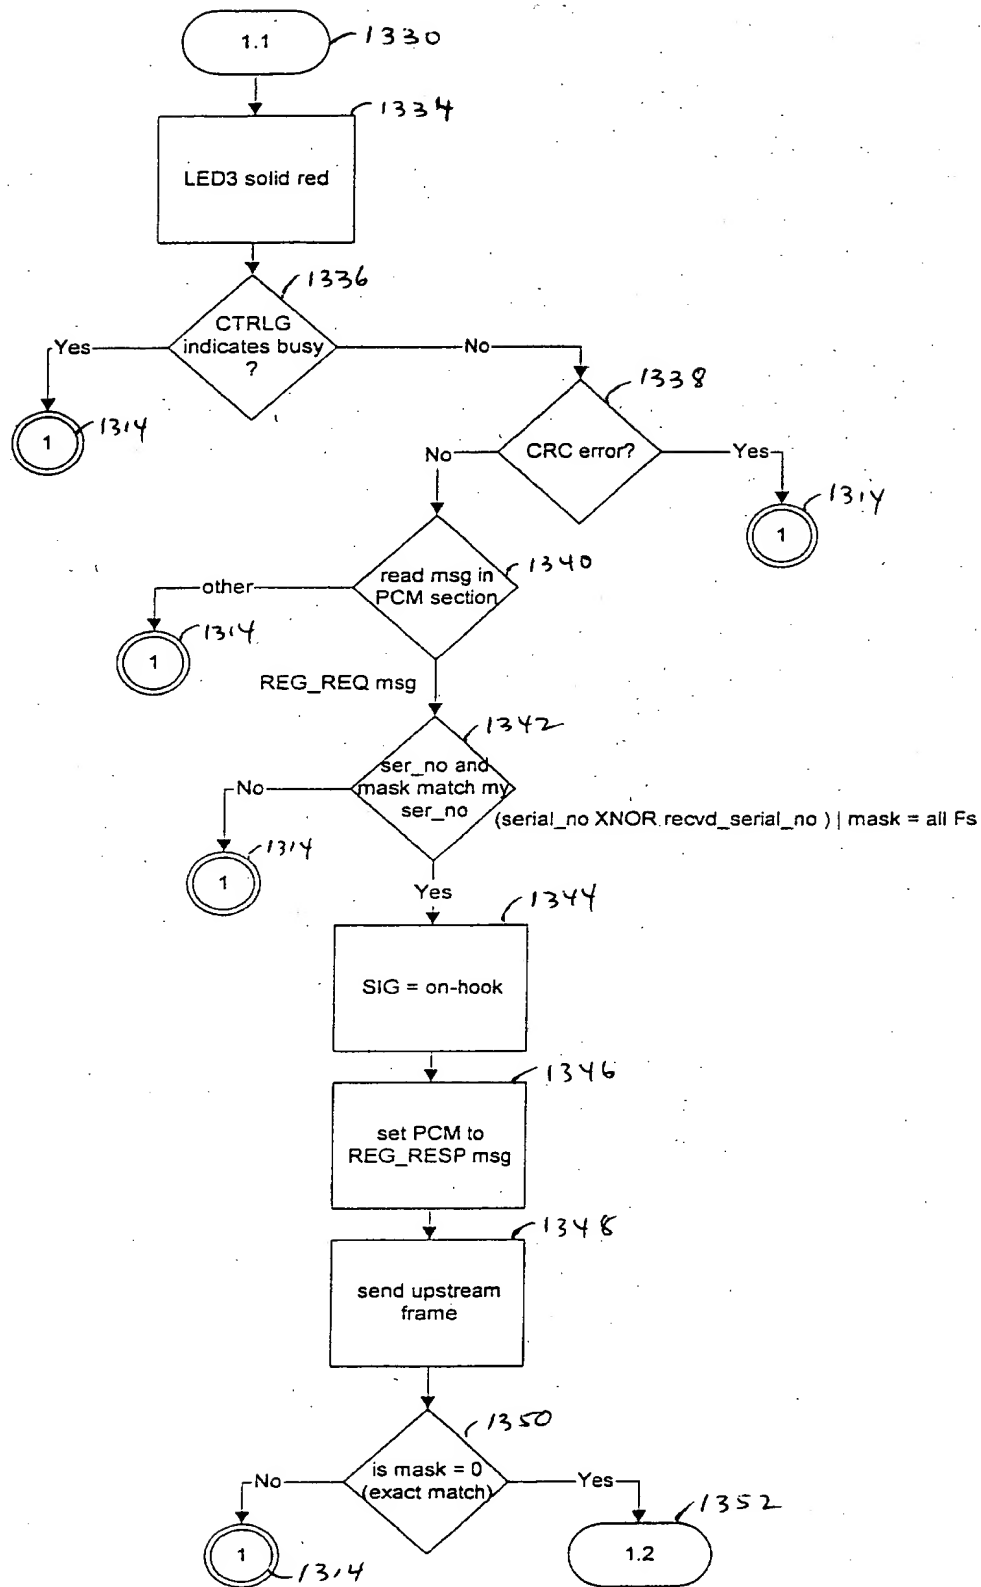 1.1
1330
1334
LED3 solid red
1336
CTRLG
indicates busy
?
Yes
No
1338
1
1314
CRC error?
No
Yes
1314
1
1340
read msg in
PCM section
other
1314
1
REG_REQ msg
1342
ser_no and
mask match my
ser_no
No
(serial_no XNOR recvd_serial_no ) | mask = all Fs
1314
1
Yes
1344
SIG = on-hook
1346
set PCM to
REG_RESP msg
1348
send upstream
frame
1350
is mask = 0
(exact match)
No
Yes
1352
1
1314
1.2